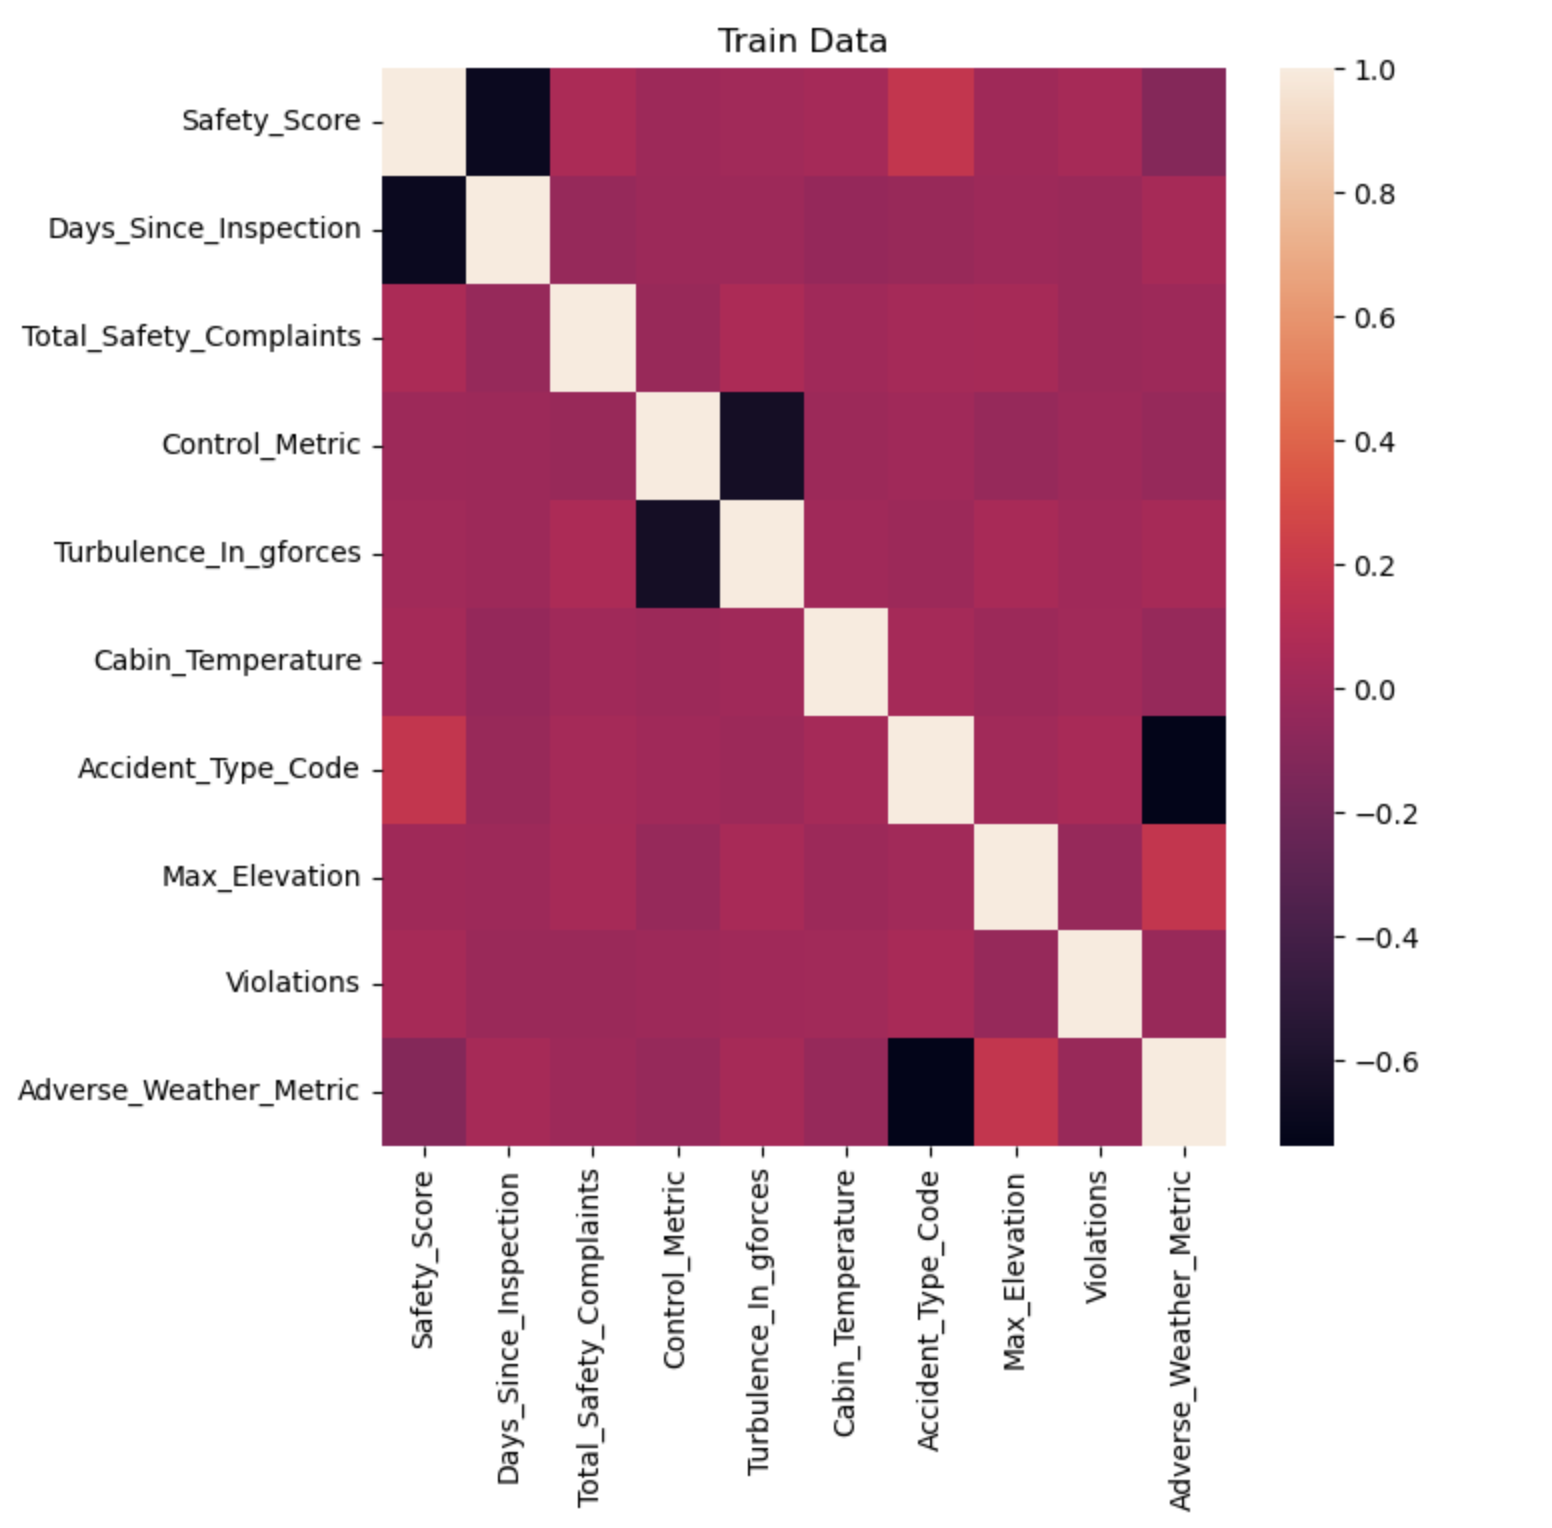 Train Data
Safety_Score
Days_Since_Inspection
Total_Safety_Complaints
Control_Metric
Turbulence_In_gforces
Cabin_Temperature
Accident_Type_Code
Max_Elevation
Violations
Adverse_Weather_Metric
Safety_Score
Days_Since_Inspection
Total_Safety_Complaints
Control_Metric
Turbulence_In_gforces
Cabin_Temperature
Accident_Type_Code
Max_Elevation
Violations
Adverse_Weather_Metric
1.0
0.8
0.6
0.4
0.2
0.0
−0.2
−0.4
−0.6